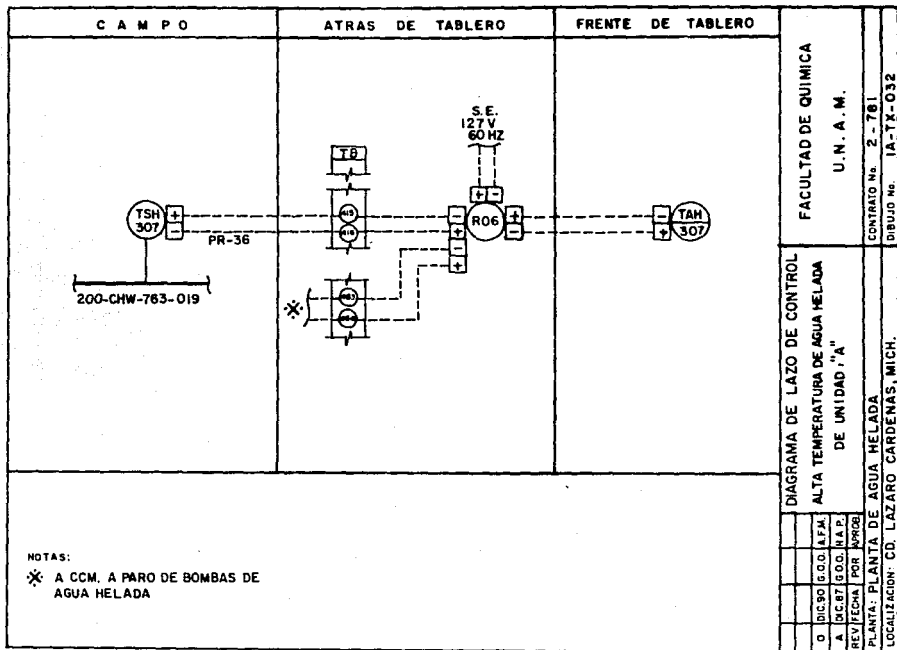 CAMPO
ATRAS DE TABLERO
FRENTE DE TABLERO
S.E.
127 V
60 HZ
TB
TSH
307
+
-
PR-36
415
416
-
+
-
+
+ -
R06
+
-
-
+
TAH
307
200-CHW-763-019
NOTAS:
※ A CCM, A PARO DE BOMBAS DE
AGUA HELADA
FACULTAD DE QUIMICA
U.N.A.M.
CONTRATO No. 2-781
DIBUJO No. IA-TX-032
DIAGRAMA DE LAZO DE CONTROL
ALTA TEMPERATURA DE AGUA HELADA
DE UNIDAD "A"
O DIC.90 G.O.O. A.F.M.
A DIC.87 G.O.O. H.A.P.
REV FECHA POR APROB.
PLANTA: PLANTA DE AGUA HELADA
LOCALIZACION: CD. LAZARO CARDENAS, MICH.